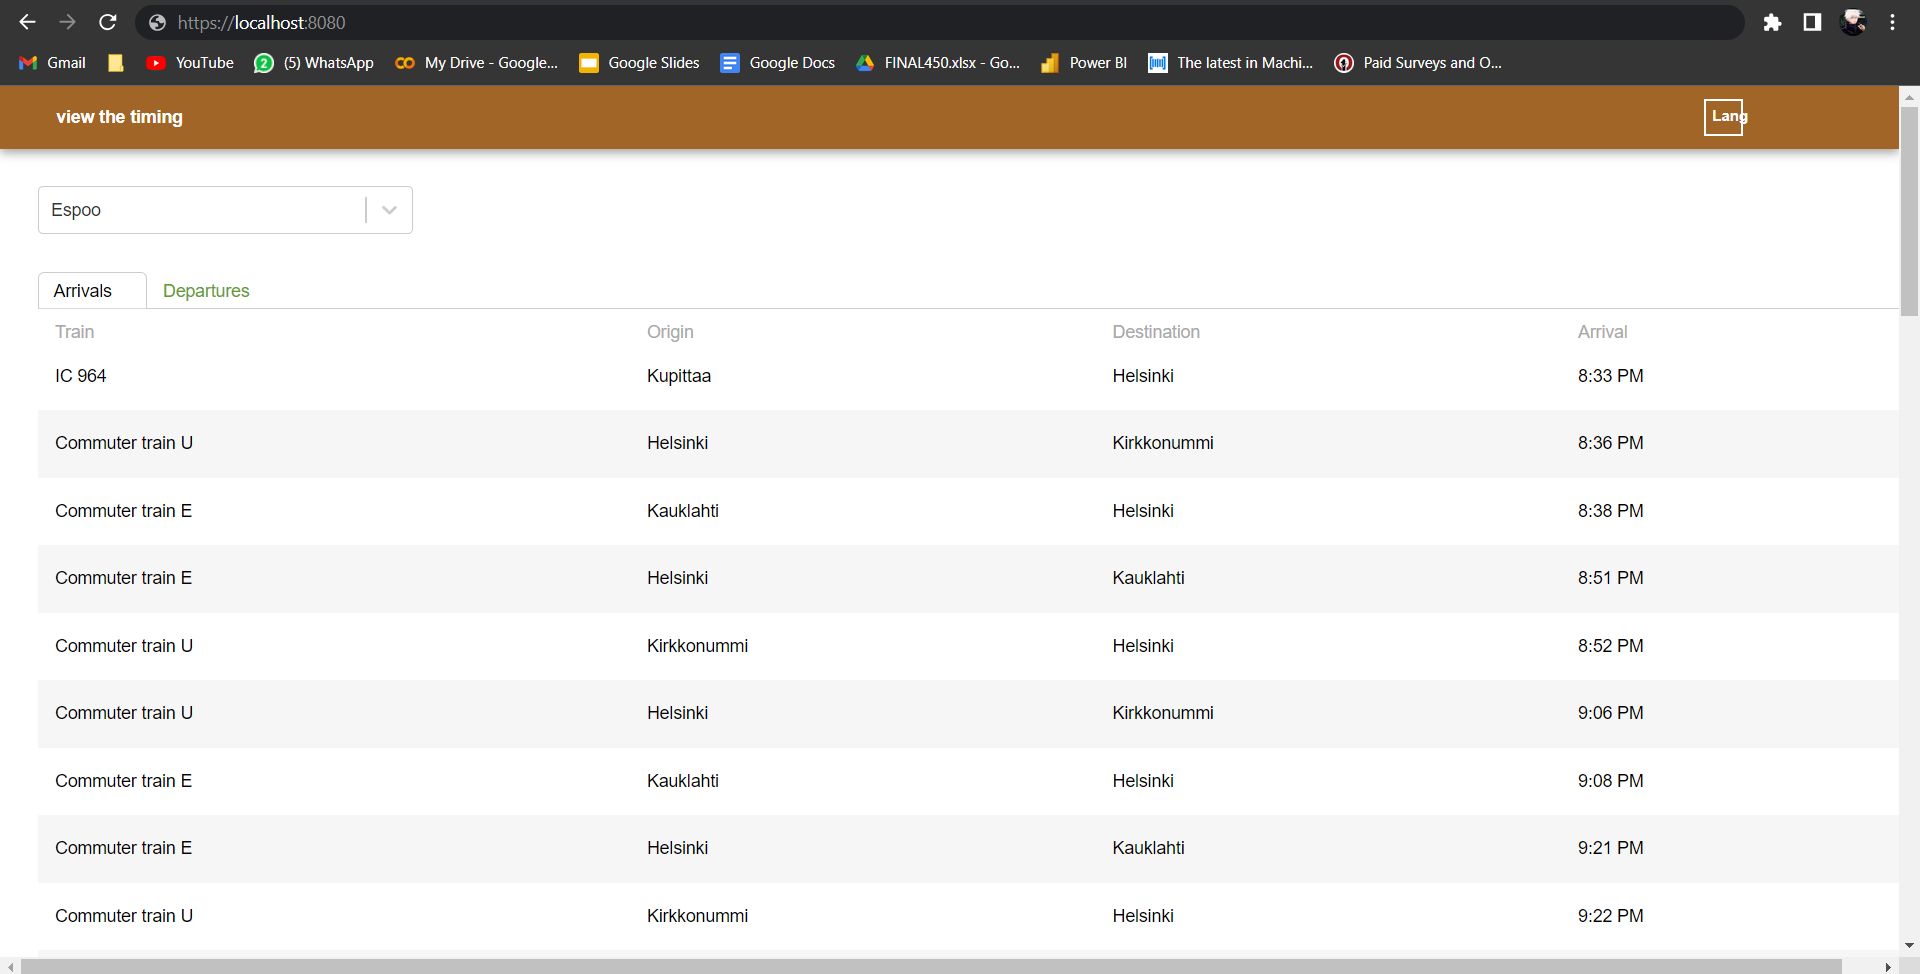 https://localhost:8080
Gmail YouTube (5) WhatsApp My Drive - Google... Google Slides Google Docs FINAL450.xlsx - Go... Power BI The latest in Machi... Paid Surveys and O...
view the timing Lang
Espoo
Arrivals Departures
Train Origin Destination Arrival
IC 964 Kupittaa Helsinki 8:33 PM
Commuter train U Helsinki Kirkkonummi 8:36 PM
Commuter train E Kauklahti Helsinki 8:38 PM
Commuter train E Helsinki Kauklahti 8:51 PM
Commuter train U Kirkkonummi Helsinki 8:52 PM
Commuter train U Helsinki Kirkkonummi 9:06 PM
Commuter train E Kauklahti Helsinki 9:08 PM
Commuter train E Helsinki Kauklahti 9:21 PM
Commuter train U Kirkkonummi Helsinki 9:22 PM